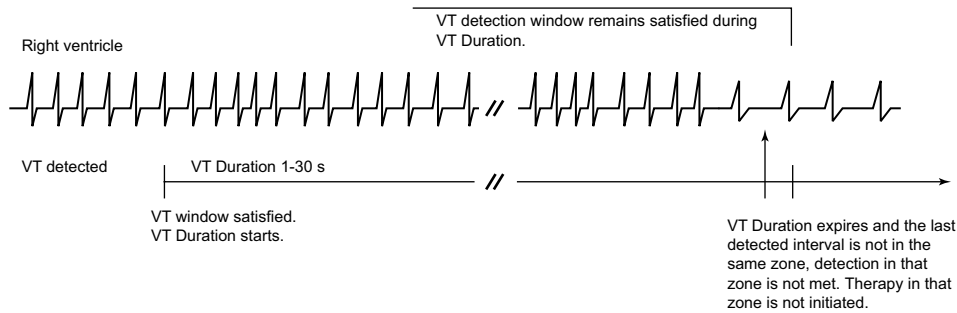 VT detection window remains satisfied during
VT Duration.
Right ventricle
VT detected
VT Duration 1-30 s
VT window satisfied.
VT Duration starts.
VT Duration expires and the last
detected interval is not in the
same zone, detection in that
zone is not met. Therapy in that
zone is not initiated.